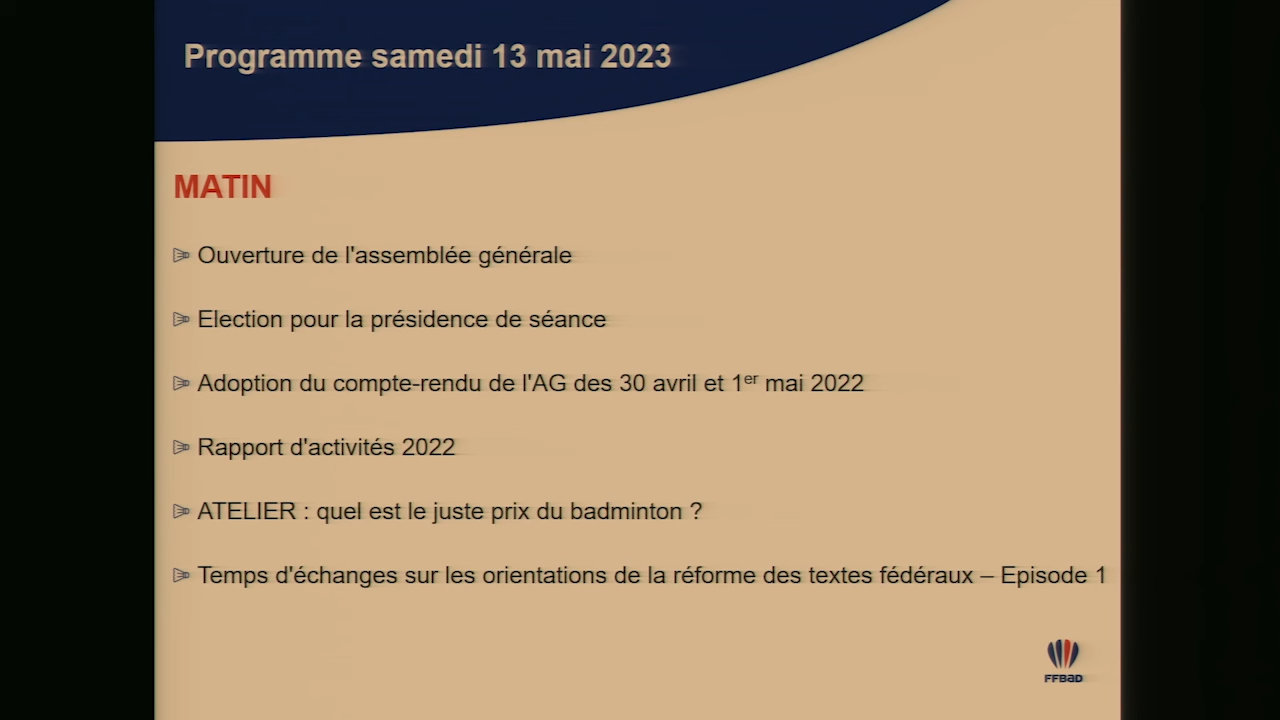 Programme samedi 13 mai 2023
MATIN
Ouverture de l'assemblée générale
Election pour la présidence de séance
Adoption du compte-rendu de l'AG des 30 avril et 1er mai 2022
Rapport d'activités 2022
ATELIER : quel est le juste prix du badminton ?
Temps d'échanges sur les orientations de la réforme des textes fédéraux – Episode 1
FFBaD